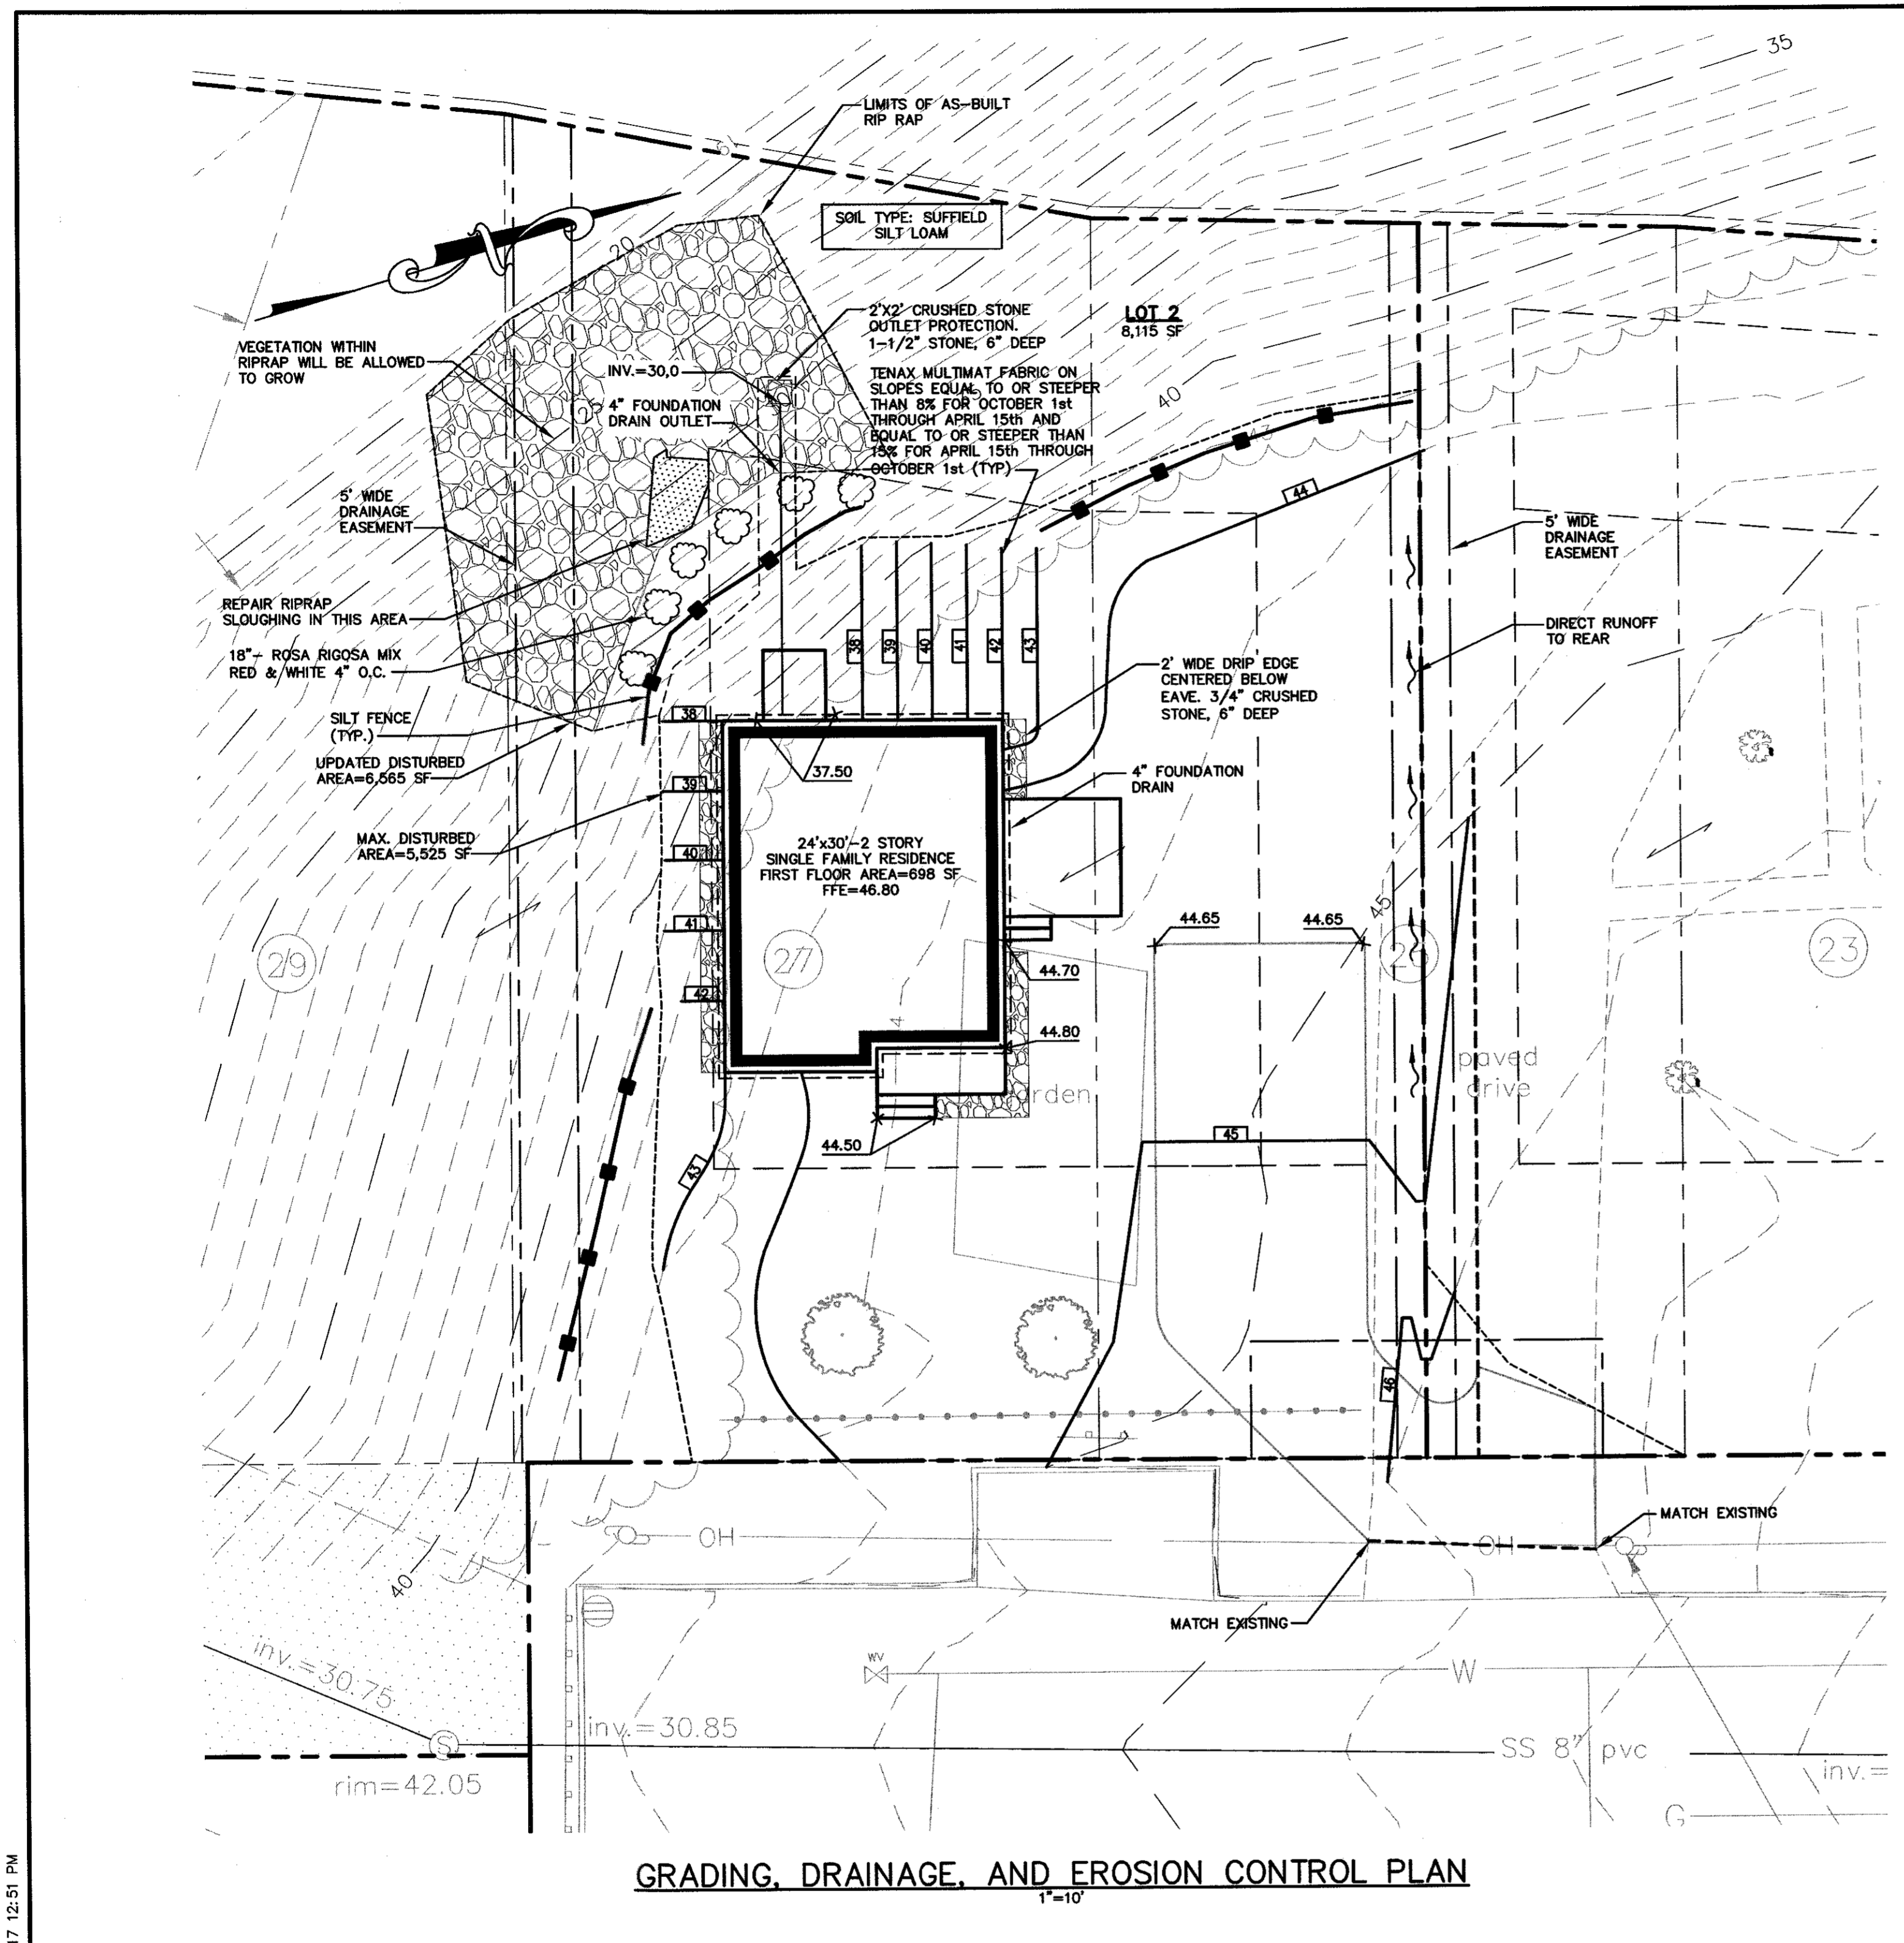 35
LIMITS OF AS-BUILT
RIP RAP
SOIL TYPE: SUFFIELD
SILT LOAM
N
20
2'X2' CRUSHED STONE
OUTLET PROTECTION.
1-1/2" STONE, 6" DEEP
LOT 2
8,115 SF
VEGETATION WITHIN
RIPRAP WILL BE ALLOWED
TO GROW
INV.=30.0
4" FOUNDATION
DRAIN OUTLET
TENAX MULTIMAT FABRIC ON
SLOPES EQUAL TO OR STEEPER
THAN 8% FOR OCTOBER 1st
THROUGH APRIL 15th AND
EQUAL TO OR STEEPER THAN
15% FOR APRIL 15th THROUGH
OCTOBER 1st (TYP)
40
43
44
5' WIDE
DRAINAGE
EASEMENT
5' WIDE
DRAINAGE
EASEMENT
REPAIR RIPRAP
SLOUGHING IN THIS AREA
DIRECT RUNOFF
TO REAR
38
39
40
41
42
43
18"- ROSA RIGOSA MIX
RED & WHITE 4" O.C.
2' WIDE DRIP EDGE
CENTERED BELOW
EAVE. 3/4" CRUSHED
STONE, 6" DEEP
SILT FENCE
(TYP.)
38
UPDATED DISTURBED
AREA=6,565 SF
37.50
4" FOUNDATION
DRAIN
39
MAX. DISTURBED
AREA=5,525 SF
40
24'x30'-2 STORY
SINGLE FAMILY RESIDENCE
FIRST FLOOR AREA=698 SF
FFE=46.80
41
44.65
44.65
45
29
27
25
23
44.70
42
44.80
garden
paved
drive
44.50
45
43
46
OH
OH
MATCH EXISTING
40
MATCH EXISTING
inv.=30.75
WV
W
S
inv.=30.85
SS 8" pvc
rim=42.05
inv.=
G
GRADING, DRAINAGE, AND EROSION CONTROL PLAN
1"=10'
17 12:51 PM